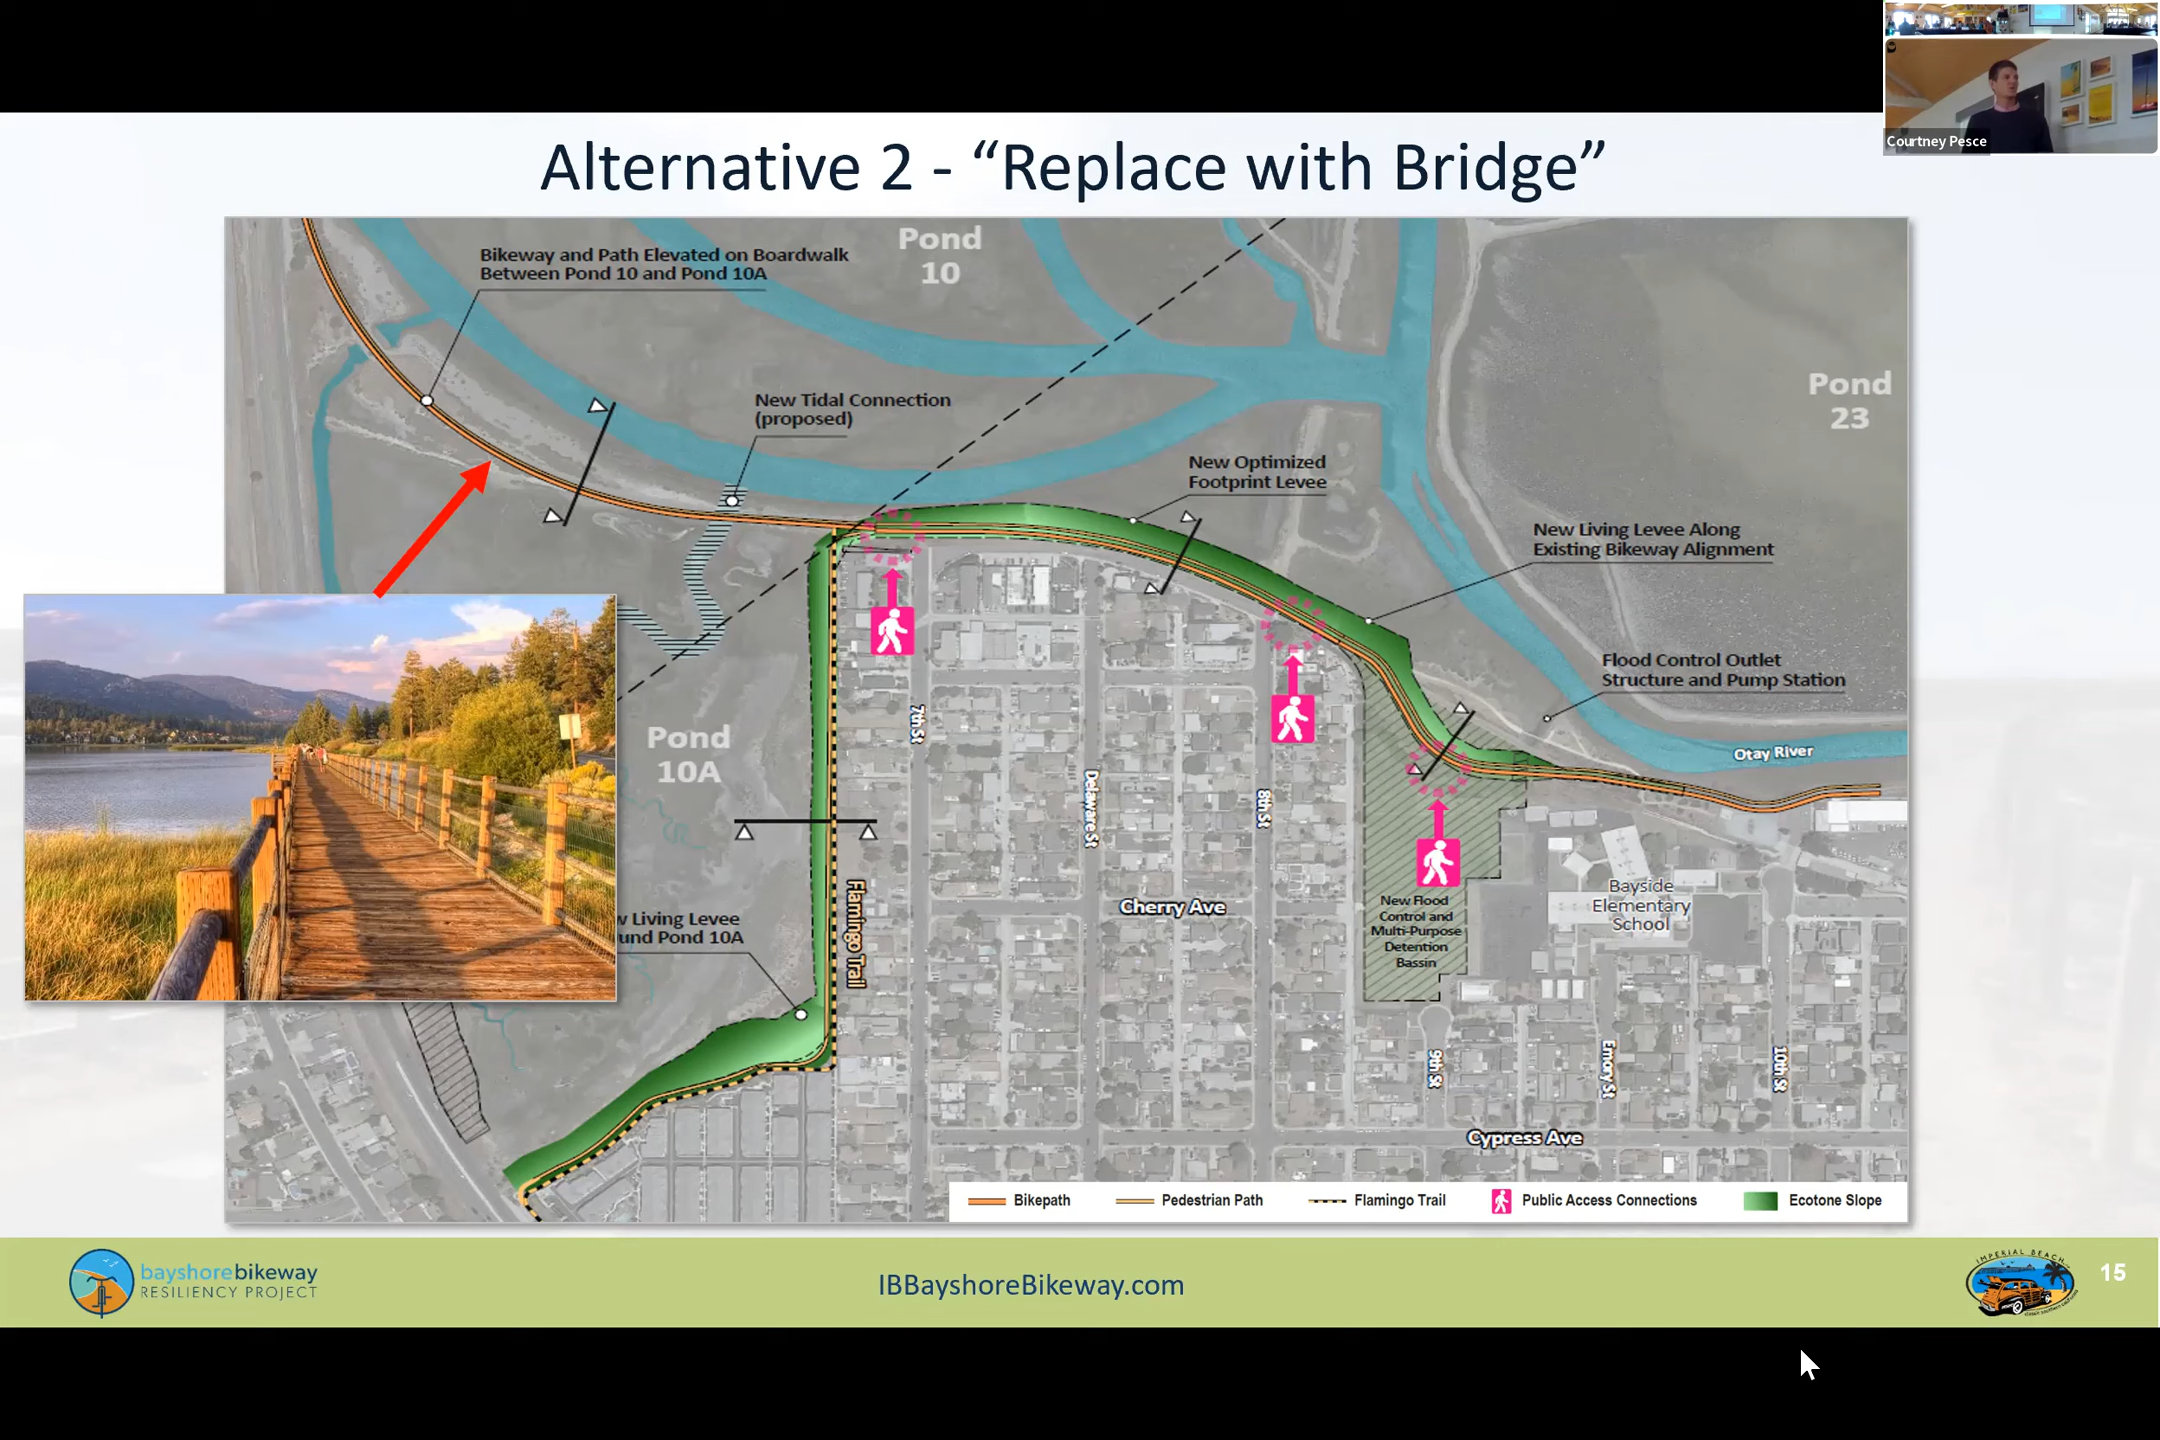 Courtney Pesce
Alternative 2 - “Replace with Bridge”
Bikeway and Path Elevated on Boardwalk
Between Pond 10 and Pond 10A
Pond
10
New Tidal Connection
(proposed)
Pond
23
New Optimized
Footprint Levee
New Living Levee Along
Existing Bikeway Alignment
Flood Control Outlet
Structure and Pump Station
Otay River
Pond
10A
7th St
Delaware St
8th St
Flamingo Trail
Cherry Ave
New Flood
Control and
Multi-Purpose
Detention
Bassin
Bayside
Elementary
School
w Living Levee
und Pond 10A
9th St
Emory St
10th St
Cypress Ave
Bikepath
Pedestrian Path
Flamingo Trail
Public Access Connections
Ecotone Slope
bayshorebikeway
RESILIENCY PROJECT
IBBayshoreBikeway.com
IMPERIAL BEACH
15